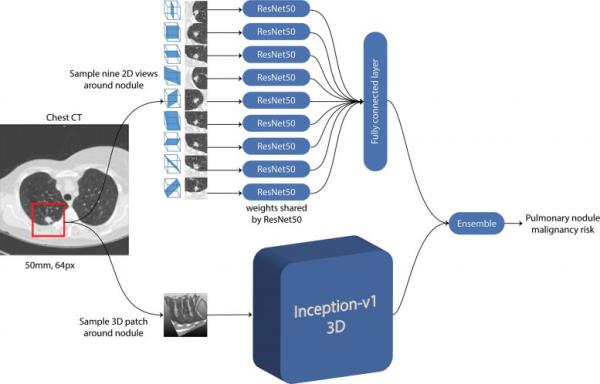 ResNet50
ResNet50
ResNet50
ResNet50
ResNet50
ResNet50
ResNet50
ResNet50
ResNet50
weights shared
by ResNet50
Sample nine 2D views
around nodule
Chest CT
50mm, 64px
Sample 3D patch
around nodule
Fully connected layer
Inception-v1
3D
Ensemble
Pulmonary nodule
malignancy risk